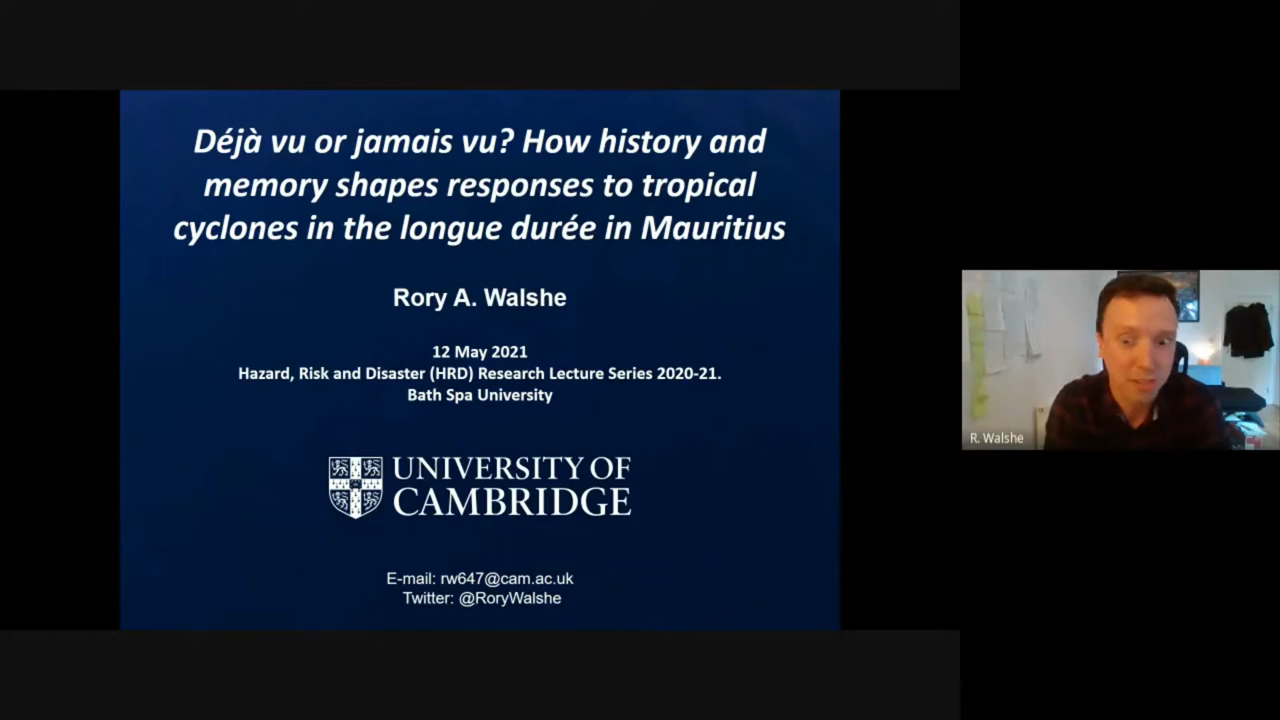 Déjà vu or jamais vu? How history and
memory shapes responses to tropical
cyclones in the longue durée in Mauritius
Rory A. Walshe
12 May 2021
Hazard, Risk and Disaster (HRD) Research Lecture Series 2020-21.
Bath Spa University
UNIVERSITY OF
CAMBRIDGE
E-mail: rw647@cam.ac.uk
Twitter: @RoryWalshe
R. Walshe